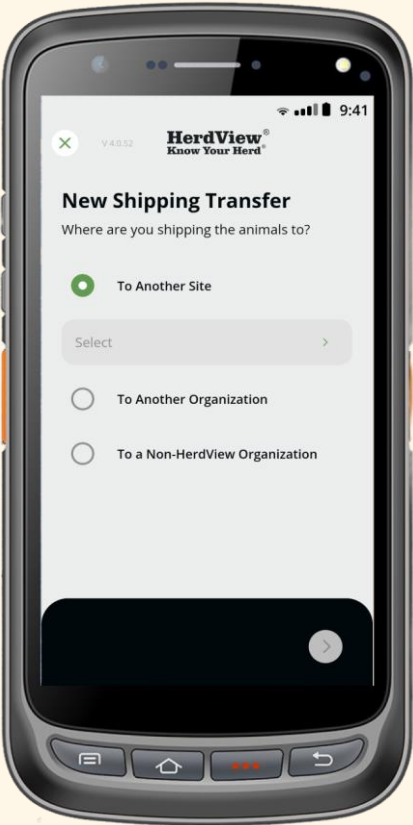 9:41
V 4.0.52
HerdView®
Know Your Herd®
New Shipping Transfer
Where are you shipping the animals to?
To Another Site
Select
To Another Organization
To a Non-HerdView Organization